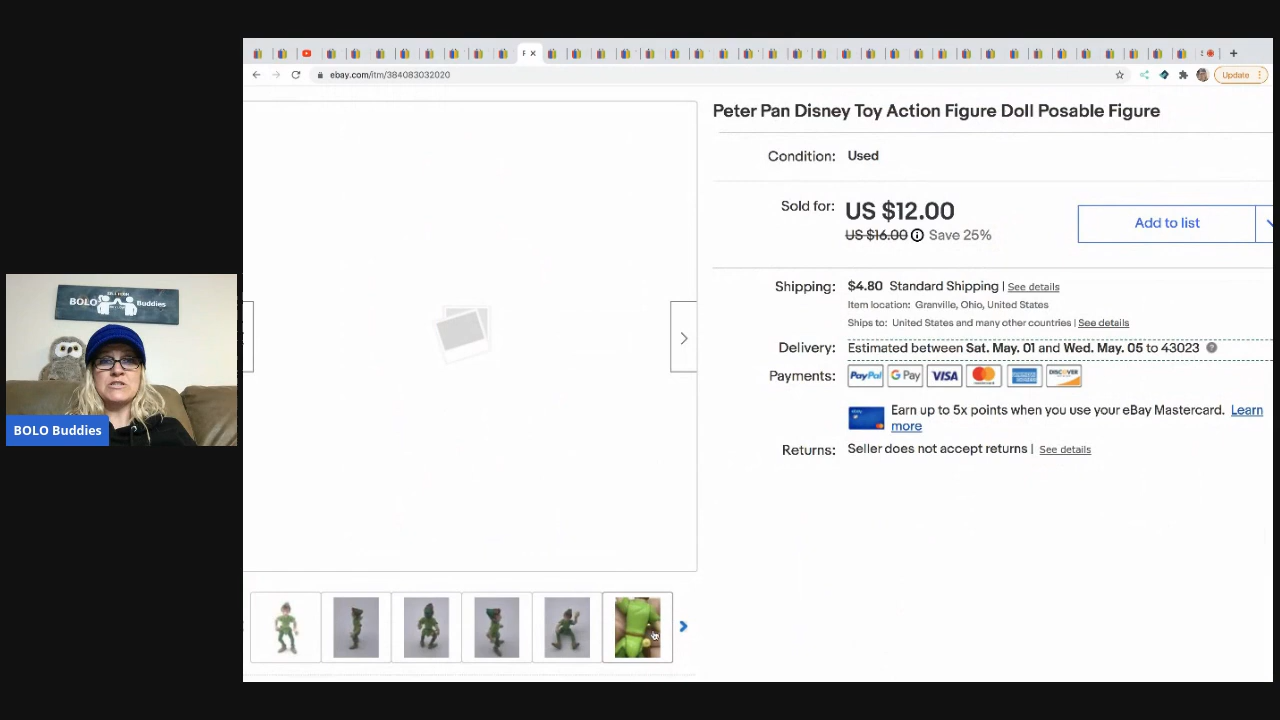 ebay.com/itm/384083032020
Update
Peter Pan Disney Toy Action Figure Doll Posable Figure
Condition: Used
Sold for: US $12.00
US $16.00 Save 25%
Add to list
Shipping: $4.80 Standard Shipping | See details
Item location: Granville, Ohio, United States
Ships to: United States and many other countries | See details
Delivery: Estimated between Sat. May. 01 and Wed. May. 05 to 43023
Payments: PayPal G Pay VISA
DISCOVER
Earn up to 5x points when you use your eBay Mastercard. Learn
more
Returns: Seller does not accept returns | See details
BOLO Buddies
BOLO Buddies